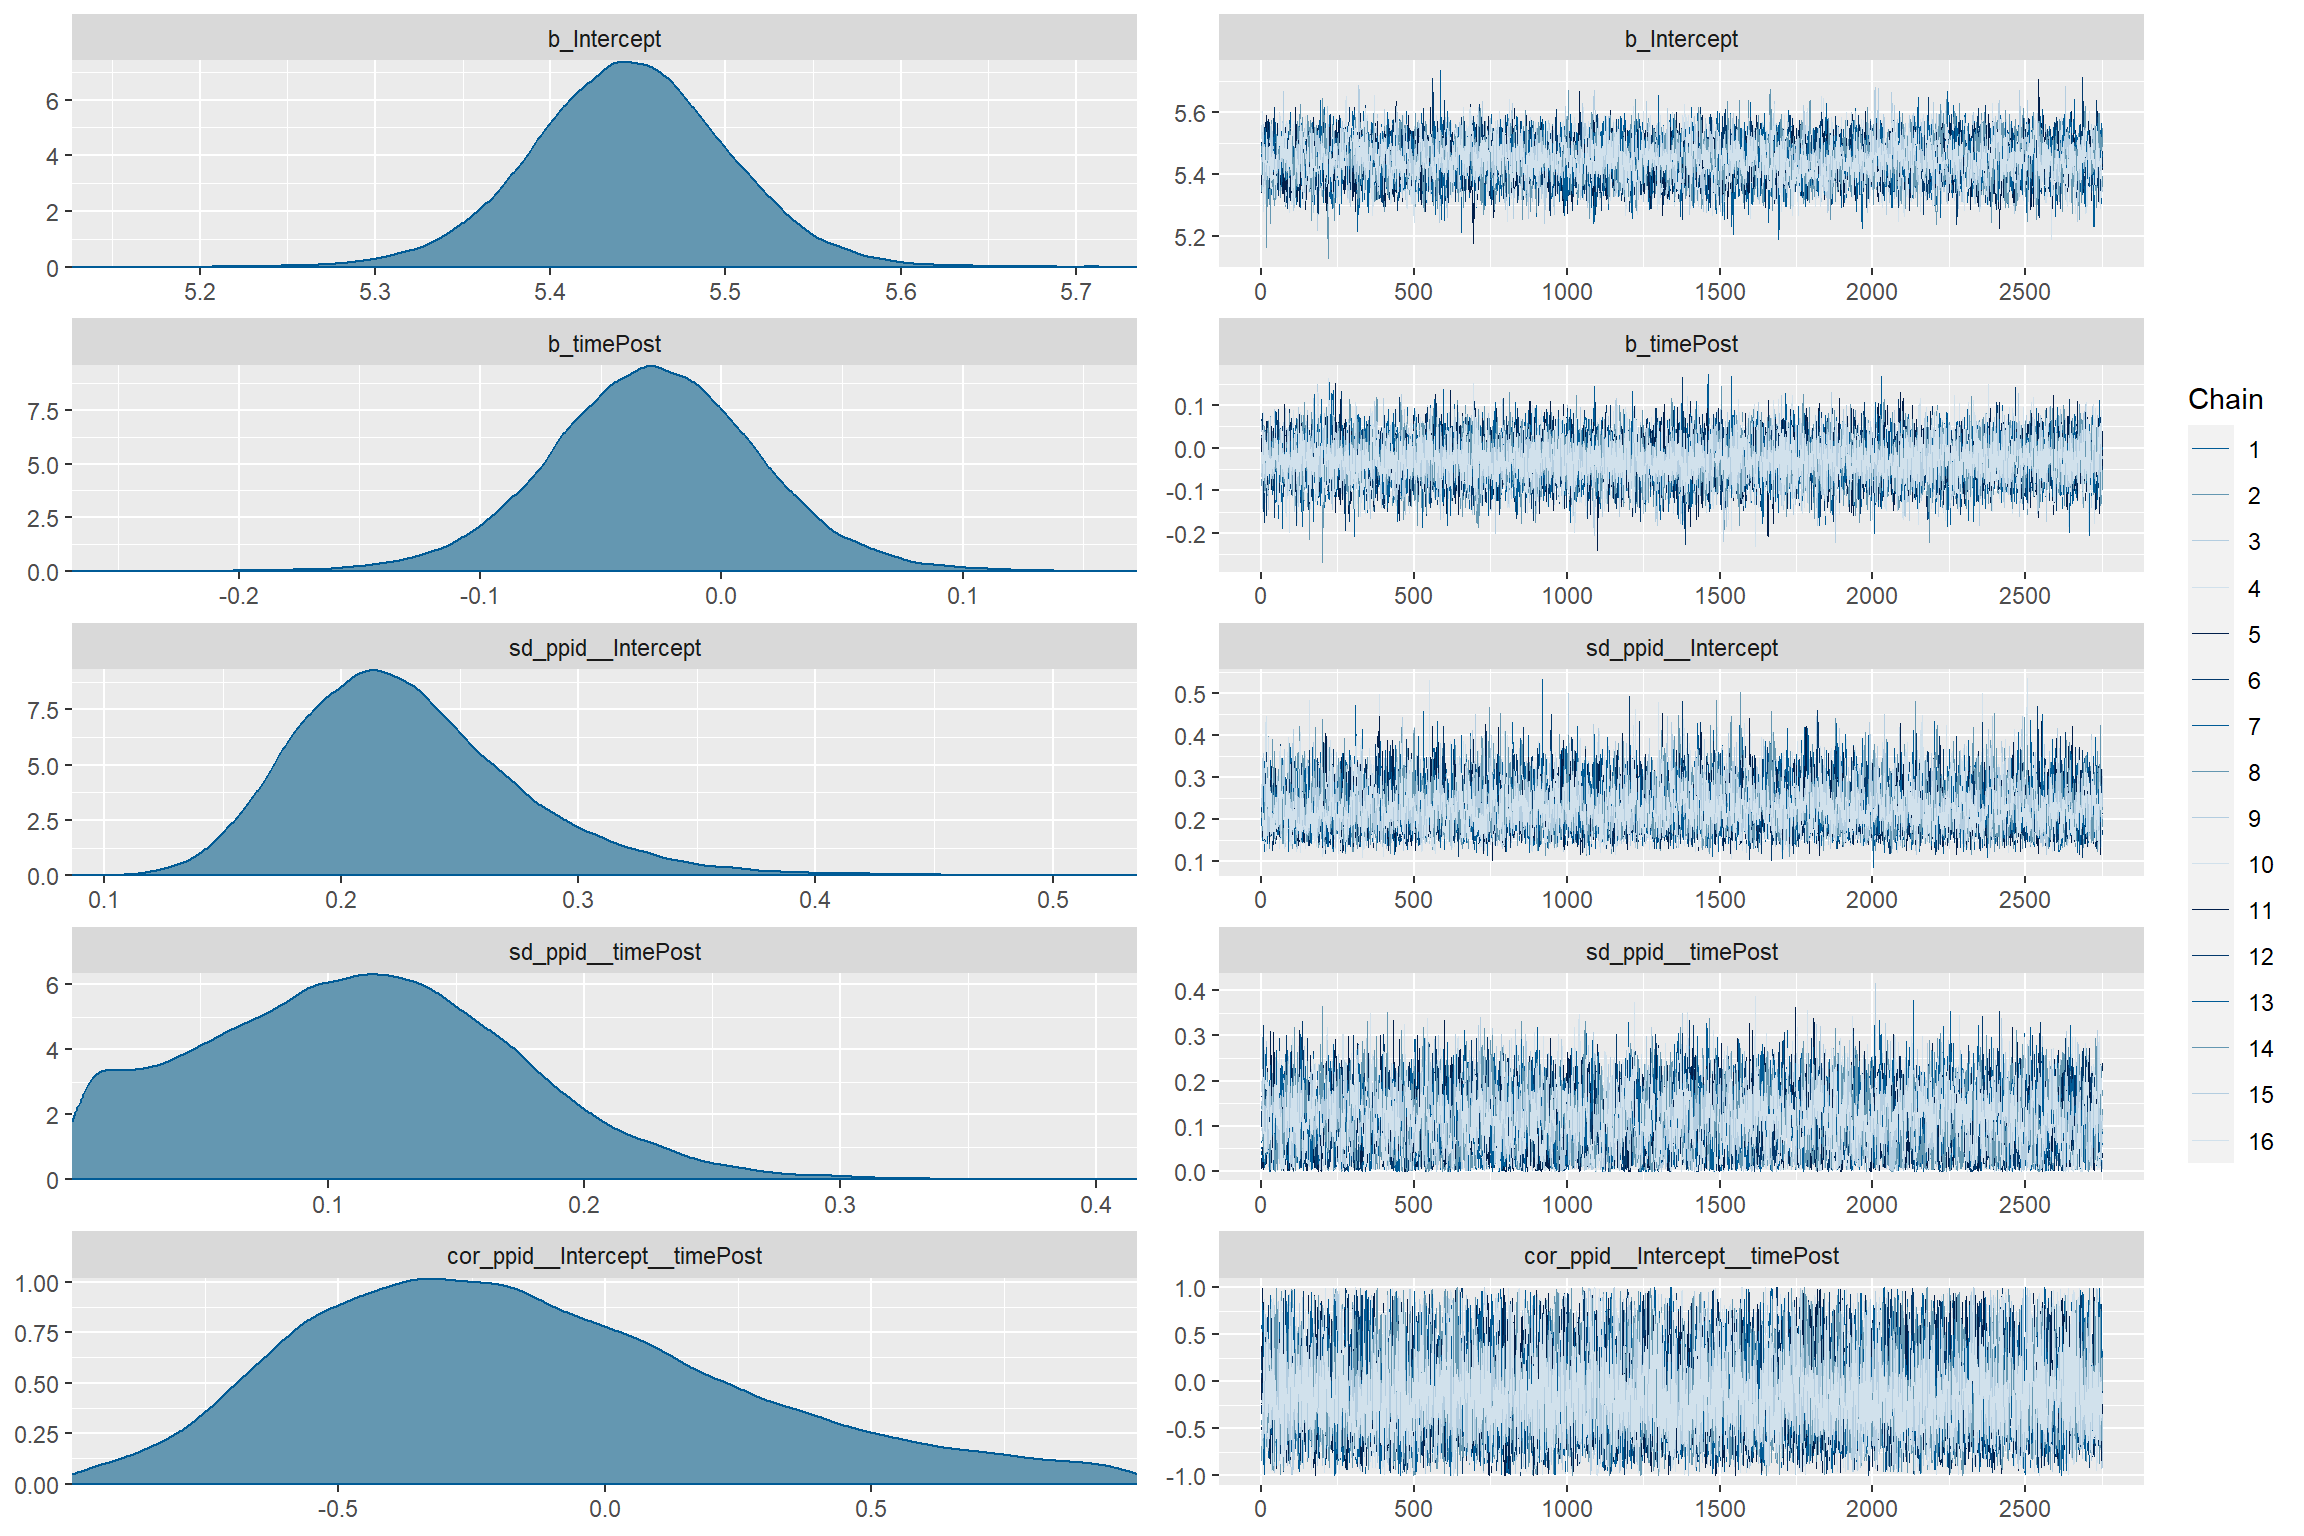 b_Intercept
6
4
2
0
5.2 5.3 5.4 5.5 5.6 5.7
b_Intercept
5.6
5.4
5.2
0 500 1000 1500 2000 2500
b_timePost
7.5
5.0
2.5
0.0
-0.2 -0.1 0.0 0.1
b_timePost
0.1
0.0
-0.1
-0.2
0 500 1000 1500 2000 2500
sd_ppid__Intercept
7.5
5.0
2.5
0.0
0.1 0.2 0.3 0.4 0.5
sd_ppid__Intercept
0.5
0.4
0.3
0.2
0.1
0 500 1000 1500 2000 2500
sd_ppid__timePost
6
4
2
0
0.1 0.2 0.3 0.4
sd_ppid__timePost
0.4
0.3
0.2
0.1
0.0
0 500 1000 1500 2000 2500
cor_ppid__Intercept__timePost
1.00
0.75
0.50
0.25
0.00
-0.5 0.0 0.5
cor_ppid__Intercept__timePost
1.0
0.5
0.0
-0.5
-1.0
0 500 1000 1500 2000 2500
Chain
1
2
3
4
5
6
7
8
9
10
11
12
13
14
15
16